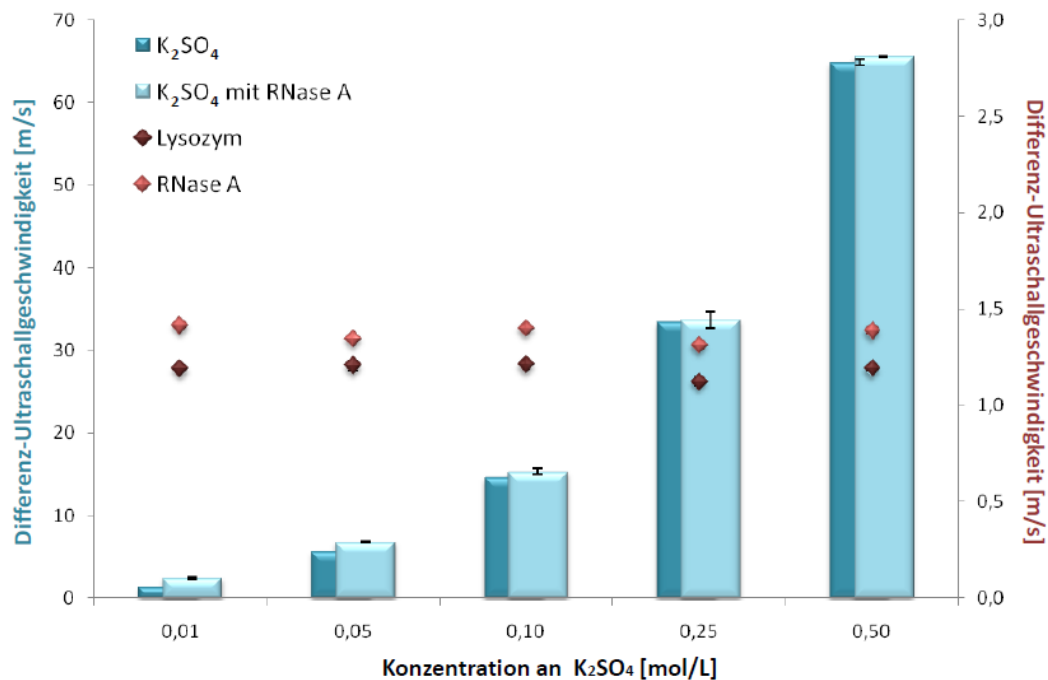 Differenz-Ultraschallgeschwindigkeit [m/s]
70
60
50
40
30
20
10
0
K₂SO₄
K₂SO₄ mit RNase A
Lysozym
RNase A
3,0
2,5
2,0
1,5
1,0
0,5
0,0
Differenz-Ultraschallgeschwindigkeit [m/s]
0,01 0,05 0,10 0,25 0,50
Konzentration an K₂SO₄ [mol/L]